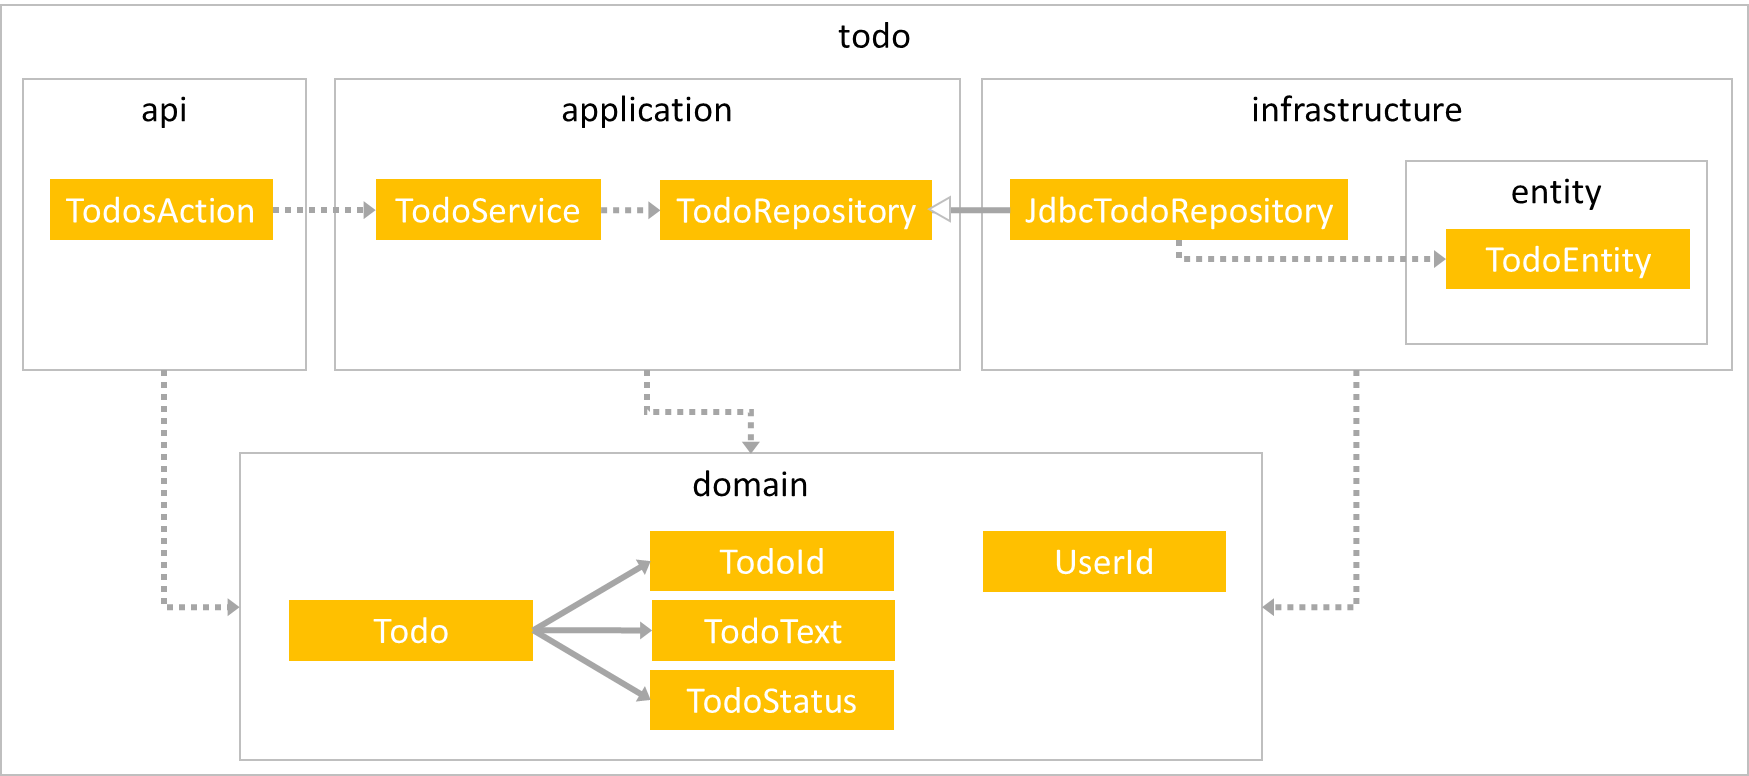 todo
api
application
infrastructure
TodosAction
TodoService
TodoRepository
JdbcTodoRepository
entity
TodoEntity
domain
TodoId
UserId
Todo
TodoText
TodoStatus